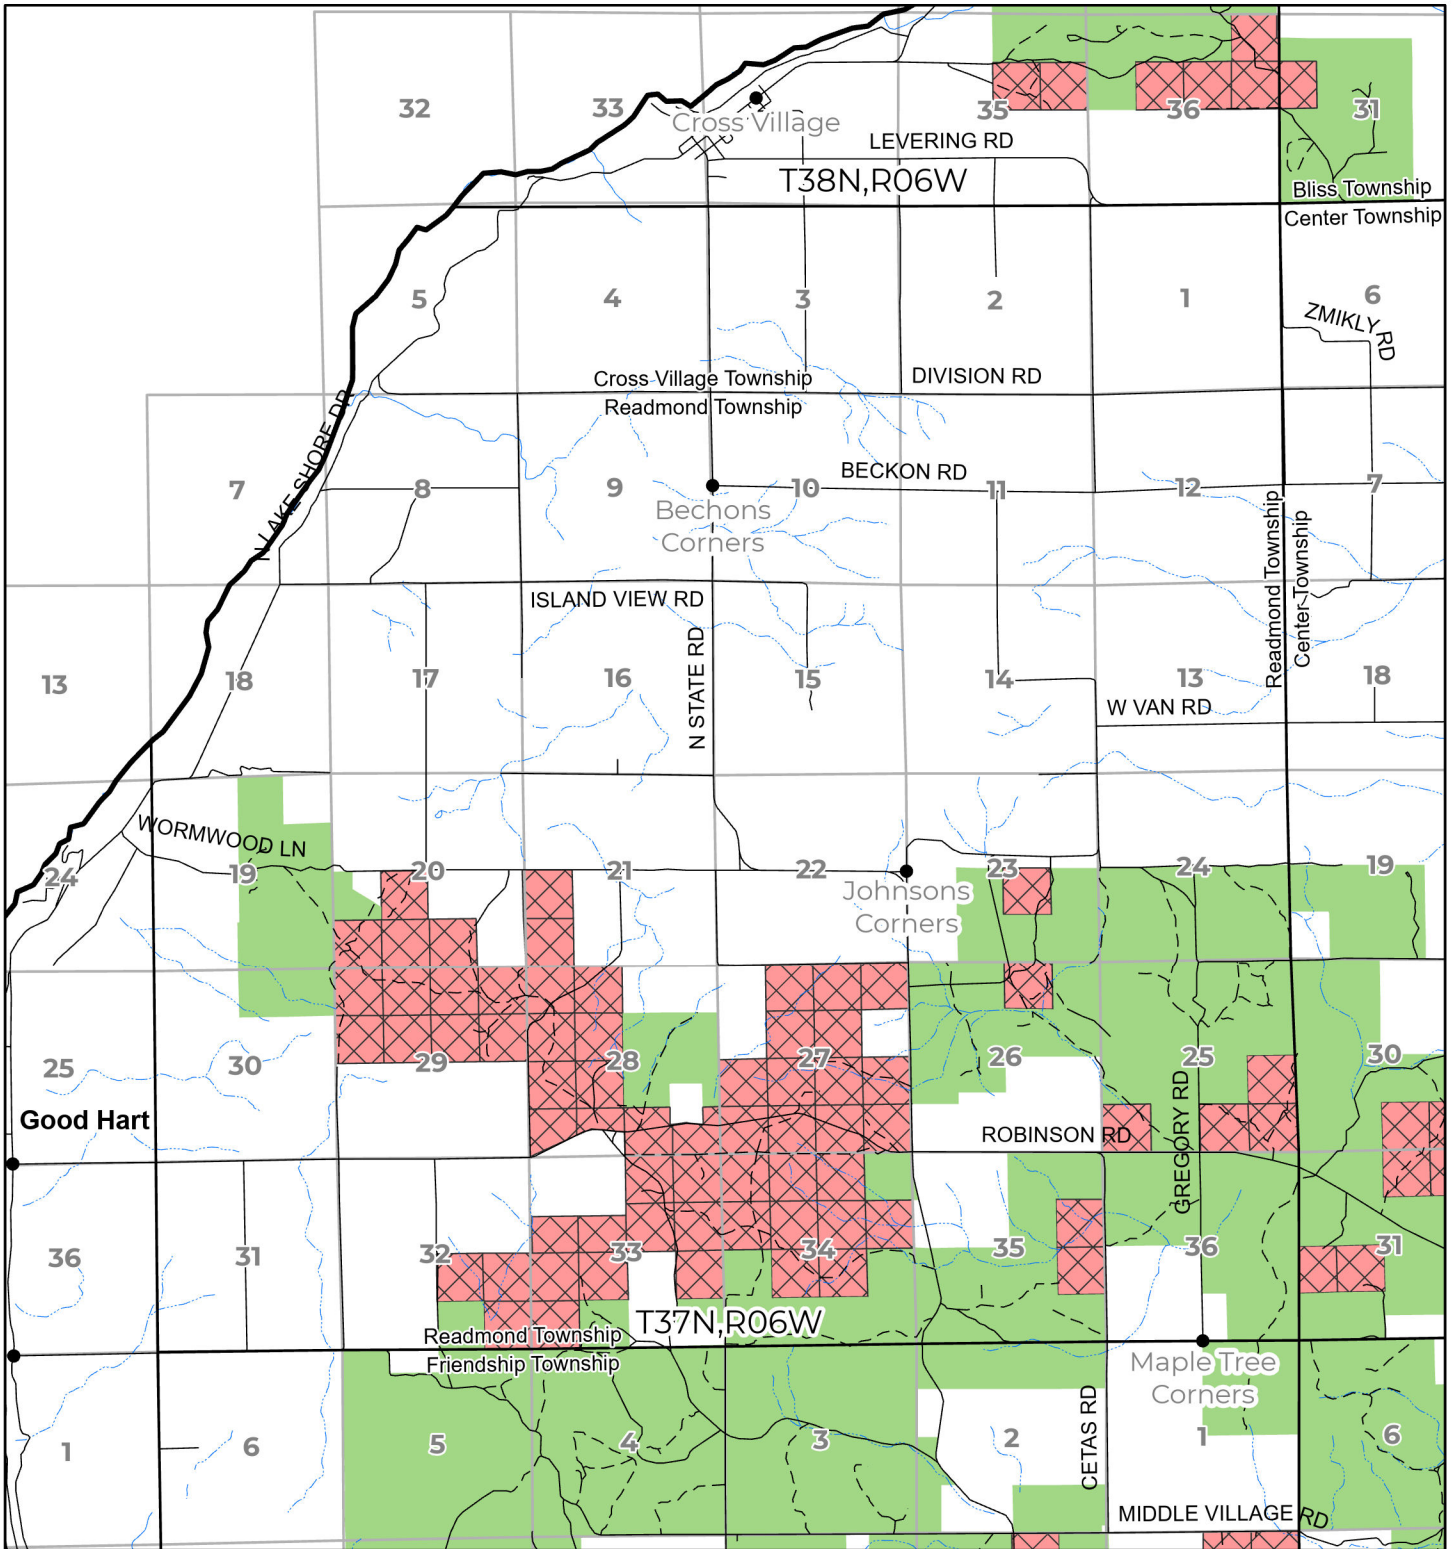 32
33
Cross Village
35
36
31
LEVERING RD
T38N,R06W
Bliss Township
Center Township
5
4
3
2
1
6
ZMIKLY RD
Cross Village Township
DIVISION RD
Readmond Township
N LAKE SHORE DR
7
8
9
10
BECKON RD
11
12
7
Bechons
Corners
Readmond Township
Center Township
ISLAND VIEW RD
N STATE RD
13
18
17
16
15
14
13
18
W VAN RD
WORMWOOD LN
24
19
20
21
22
23
24
19
Johnsons
Corners
25
30
29
28
27
26
25
30
Good Hart
ROBINSON RD
GREGORY RD
36
31
32
33
34
35
36
31
T37N,R06W
Readmond Township
Friendship Township
Maple Tree
Corners
CETAS RD
1
6
5
4
3
2
1
6
MIDDLE VILLAGE RD